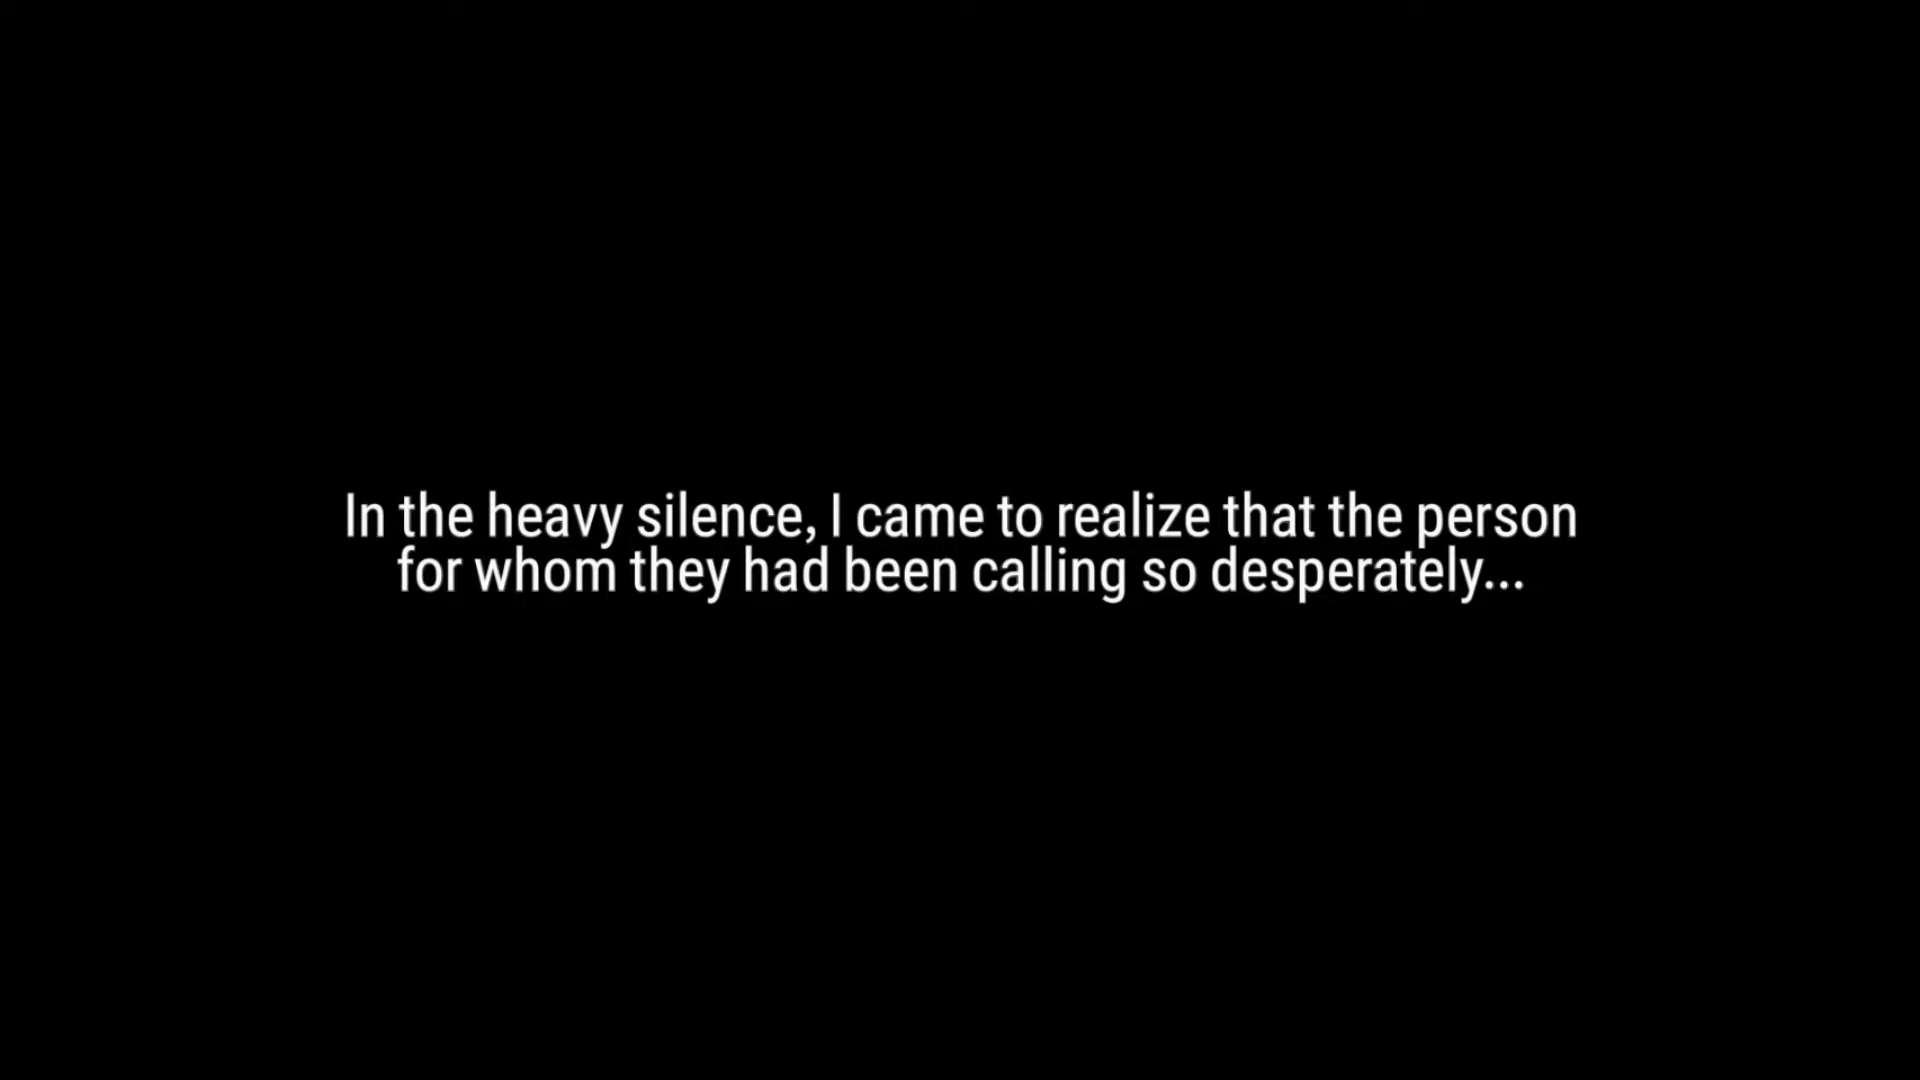 In the heavy silence, I came to realize that the person
for whom they had been calling so desperately...